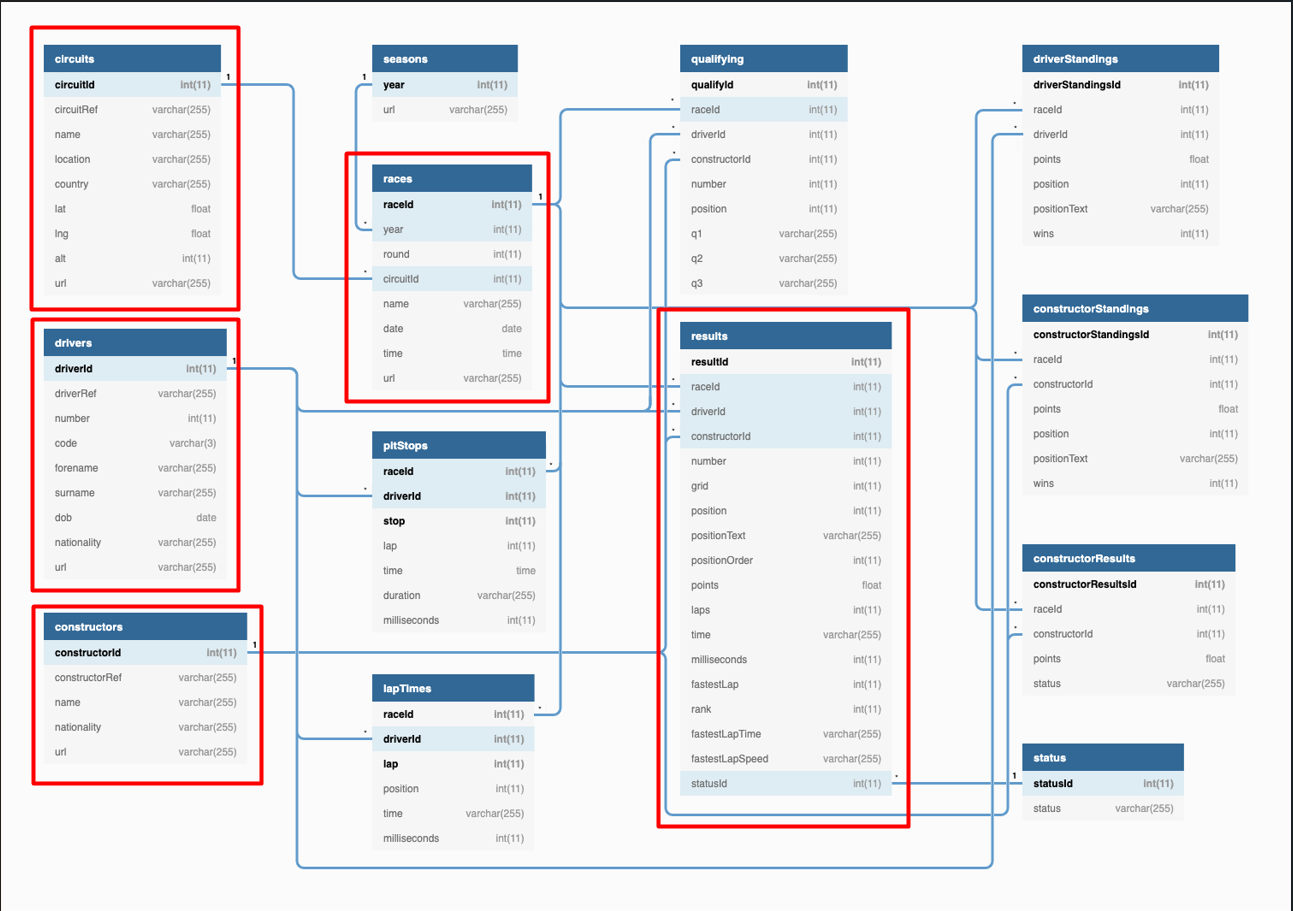 circuits
circuitId int(11)
circuitRef varchar(255)
name varchar(255)
location varchar(255)
country varchar(255)
lat float
lng float
alt int(11)
url varchar(255)
1
drivers
driverId int(11)
driverRef varchar(255)
number int(11)
code varchar(3)
forename varchar(255)
surname varchar(255)
dob date
nationality varchar(255)
url varchar(255)
1
constructors
constructorId int(11)
constructorRef varchar(255)
name varchar(255)
nationality varchar(255)
url varchar(255)
1
seasons
year int(11)
url varchar(255)
1
races
raceId int(11)
year int(11)
round int(11)
circuitId int(11)
name varchar(255)
date date
time time
url varchar(255)
1
*
*
pitStops
raceId int(11)
driverId int(11)
stop int(11)
lap int(11)
time time
duration varchar(255)
milliseconds int(11)
*
*
lapTimes
raceId int(11)
driverId int(11)
lap int(11)
position int(11)
time varchar(255)
milliseconds int(11)
*
*
qualifying
qualifyId int(11)
raceId int(11)
driverId int(11)
constructorId int(11)
number int(11)
position int(11)
q1 varchar(255)
q2 varchar(255)
q3 varchar(255)
*
*
*
results
resultId int(11)
raceId int(11)
driverId int(11)
constructorId int(11)
number int(11)
grid int(11)
position int(11)
positionText varchar(255)
positionOrder int(11)
points float
laps int(11)
time varchar(255)
milliseconds int(11)
fastestLap int(11)
rank int(11)
fastestLapTime varchar(255)
fastestLapSpeed varchar(255)
statusId int(11)
*
*
*
*
driverStandings
driverStandingsId int(11)
raceId int(11)
driverId int(11)
points float
position int(11)
positionText varchar(255)
wins int(11)
*
*
constructorStandings
constructorStandingsId int(11)
raceId int(11)
constructorId int(11)
points float
position int(11)
positionText varchar(255)
wins int(11)
*
*
constructorResults
constructorResultsId int(11)
raceId int(11)
constructorId int(11)
points float
status varchar(255)
*
*
status
statusId int(11)
status varchar(255)
1